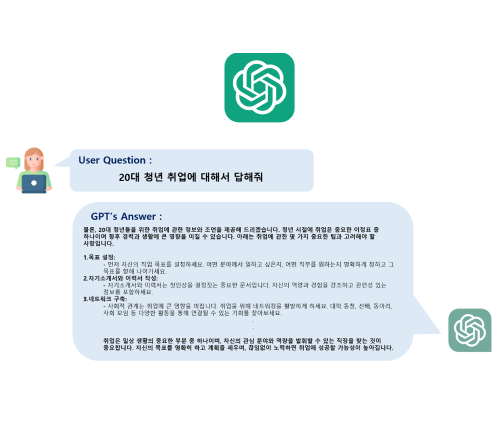 User Question :
20대 청년 취업에 대해서 답해줘
GPT's Answer :
물론, 20대 청년들을 위한 취업에 관한 정보와 조언을 제공해 드리겠습니다. 청년 시절에 취업은 중요한 이정표 중
하나이며 향후 경력과 생활에 큰 영향을 미칠 수 있습니다. 아래는 취업에 관한 몇 가지 중요한 팁과 고려해야 할
사항입니다.
1.목표 설정:
- 먼저 자신의 직업 목표를 설정하세요. 어떤 분야에서 일하고 싶은지, 어떤 직무를 원하는지 명확하게 정하고 그
목표를 향해 나아가세요.
2.자기소개서와 이력서 작성:
- 자기소개서와 이력서는 첫인상을 결정짓는 중요한 문서입니다. 자신의 역량과 경험을 강조하고 관련성 있는
정보를 포함하세요.
3.네트워크 구축:
- 사회적 관계는 취업에 큰 영향을 미칩니다. 취업을 위해 네트워킹을 활발하게 하세요. 대학 동창, 선배, 동아리,
사회 모임 등 다양한 활동을 통해 연결될 수 있는 기회를 찾아보세요.
.
.
취업은 일상 생활의 중요한 부분 중 하나이며, 자신의 관심 분야와 역량을 발휘할 수 있는 직장을 찾는 것이
중요합니다. 자신의 목표를 명확히 하고 계획을 세우며, 끊임없이 노력하면 취업에 성공할 가능성이 높아집니다.